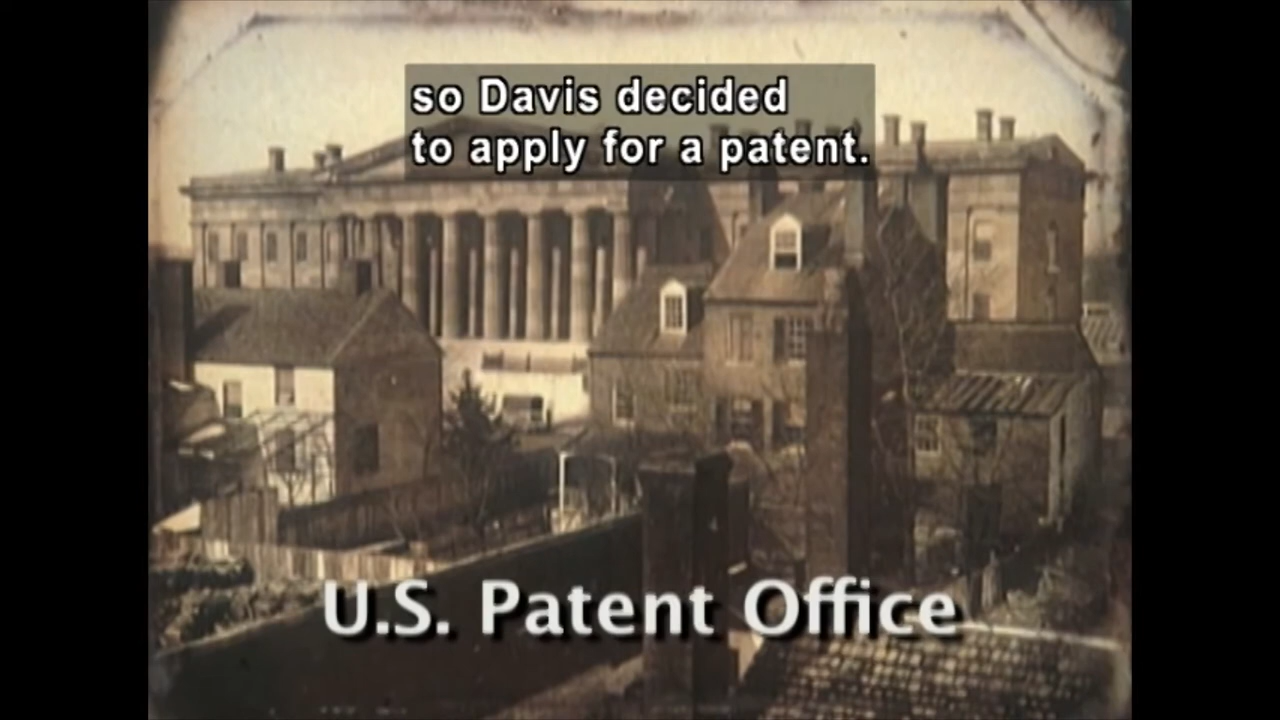 so Davis decided
to apply for a patent.
U.S. Patent Office